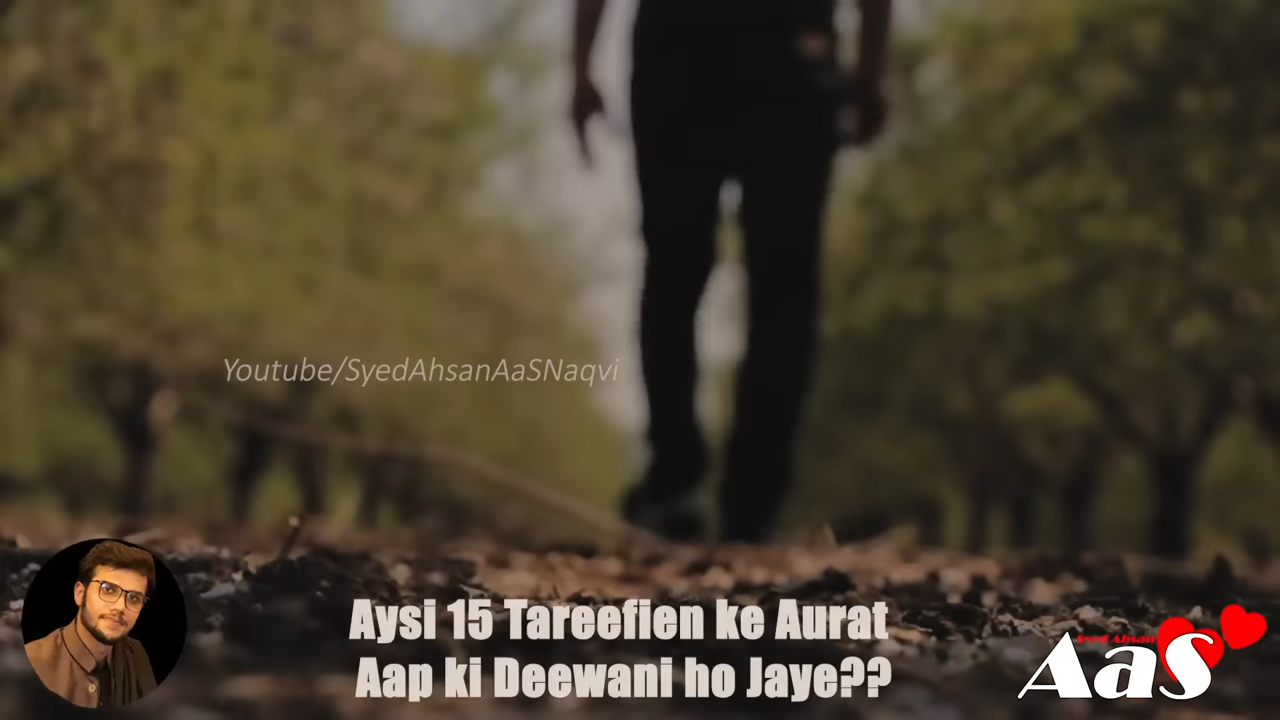 Youtube/SyedAhsanAaSNaqvi
Aysi 15 Tareefien ke Aurat
Aap ki Deewani ho Jaye??
Syed Ahsan
AaS